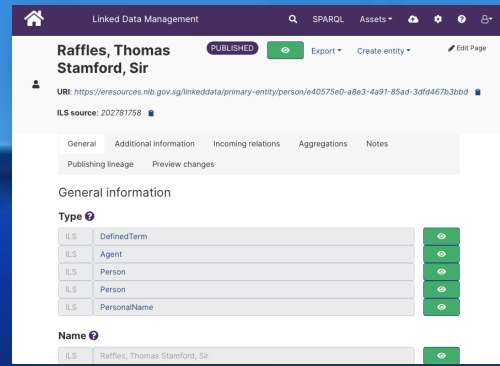 Linked Data Management SPARQL Assets
Raffles, Thomas Stamford, Sir
PUBLISHED Export Create entity Edit Page
URI: https://eresources.nlb.gov.sg/linkeddata/primary-entity/person/e40575e0-a8e3-4a91-85ad-3dfd467b3bbd
ILS source: 202781758
General Additional information Incoming relations Aggregations Notes
Publishing lineage Preview changes
General information
Type
ILS DefinedTerm
ILS Agent
ILS Person
ILS Person
ILS PersonalName
Name
ILS Raffles, Thomas Stamford, Sir